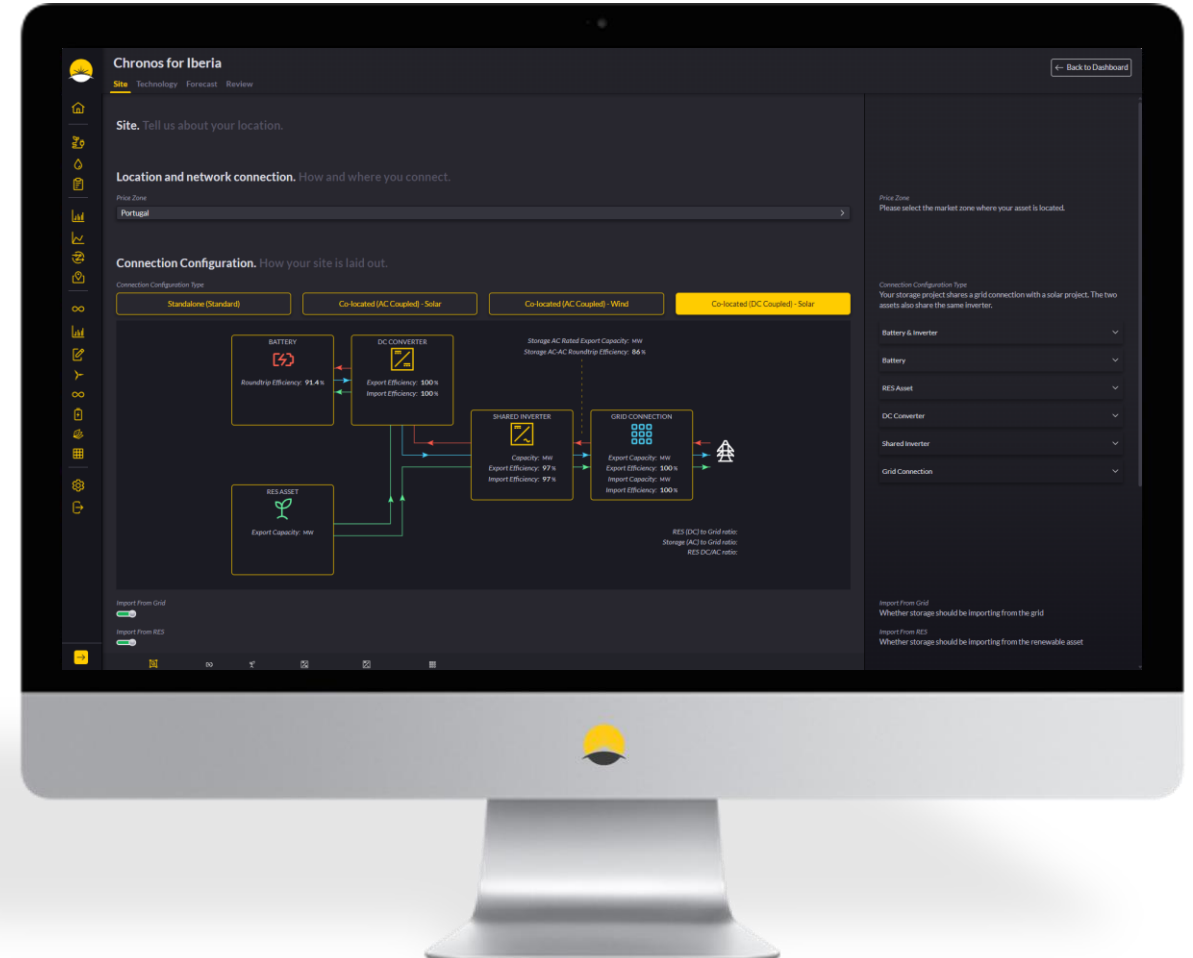 Chronos for Iberia
← Back to Dashboard
Site Technology Forecast Review
Site. Tell us about your location.
Location and network connection. How and where you connect.
Price Zone
Portugal
Price Zone
Please select the market zone where your asset is located.
Connection Configuration. How your site is laid out.
Connection Configuration Type
Standalone (Standard)
Co-located (AC Coupled) - Solar
Co-located (AC Coupled) - Wind
Co-located (DC Coupled) - Solar
Connection Configuration Type
Your storage project shares a grid connection with a solar project. The two
assets also share the same inverter.
Battery & Inverter
Battery
RES Asset
DC Converter
Shared Inverter
Grid Connection
BATTERY
Roundtrip Efficiency: 91.4 %
DC CONVERTER
Export Efficiency: 100 %
Import Efficiency: 100 %
Storage AC Rated Export Capacity: MW
Storage AC-AC Roundtrip Efficiency: 86 %
SHARED INVERTER
Capacity: MW
Export Efficiency: 97 %
Import Efficiency: 97 %
GRID CONNECTION
Export Capacity: MW
Export Efficiency: 100 %
Import Capacity: MW
Import Efficiency: 100 %
RES ASSET
Export Capacity: MW
RES (DC) to Grid ratio:
Storage (AC) to Grid ratio:
RES DC/AC ratio:
Import From Grid
Import From RES
Import From Grid
Whether storage should be importing from the grid
Import From RES
Whether storage should be importing from the renewable asset